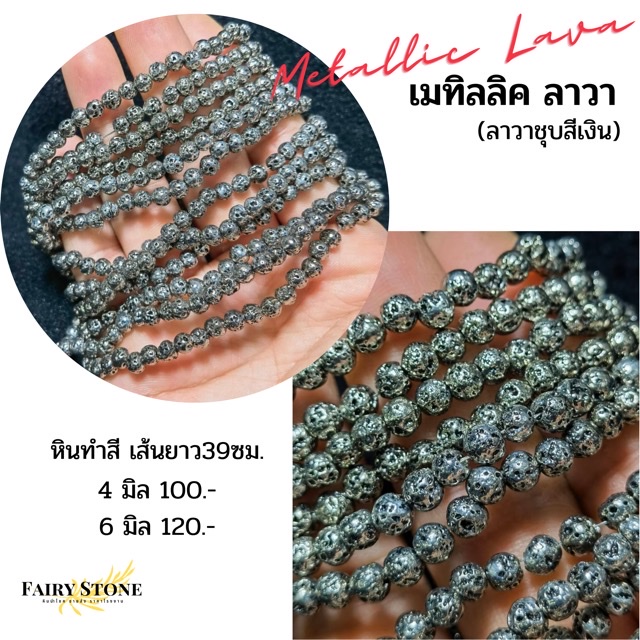 Metallic Lava
เมทิลลิค ลาวา
(ลาวาชุบสีเงิน)
หินทำสี เส้นยาว39ซม.
4 มิล 100.-
6 มิล 120.-
FAIRY STONE